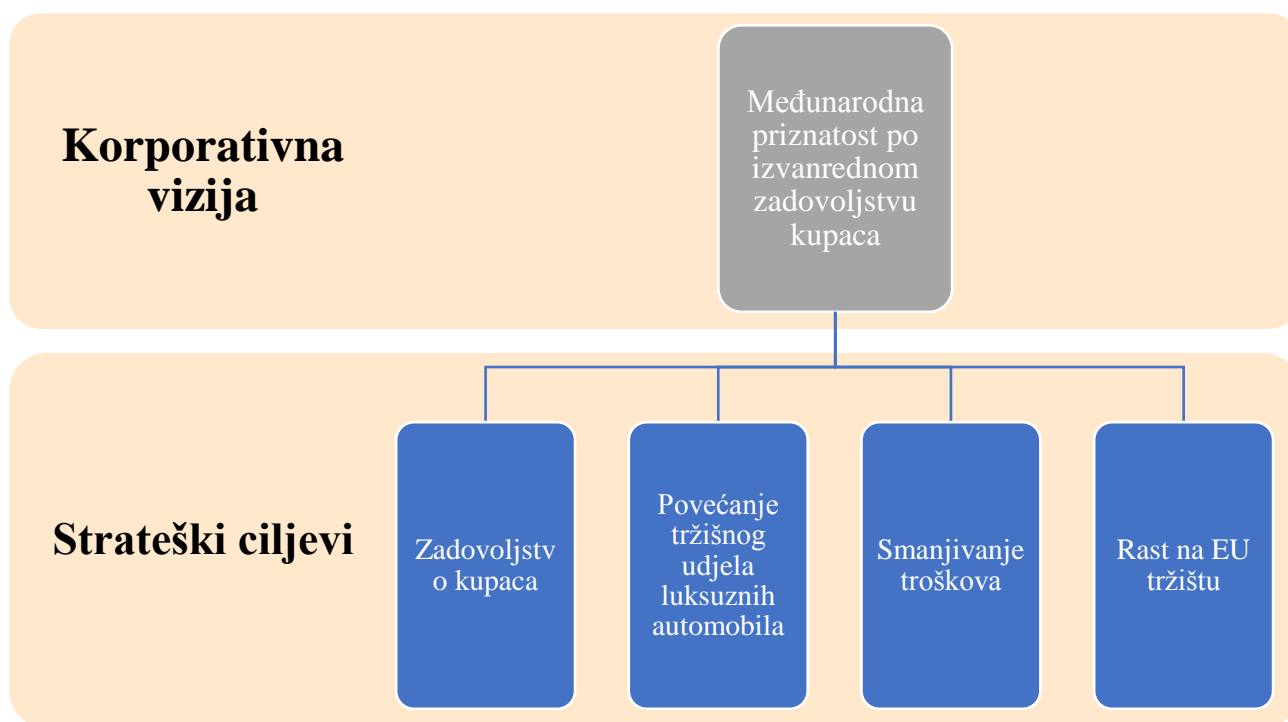 Korporativna
vizija
Međunarodna
priznatost po
izvanrednom
zadovoljstvu
kupaca
Strateški ciljevi
Zadovoljstv
o kupaca
Povećanje
tržišnog
udjela
luksuznih
automobila
Smanjivanje
troškova
Rast na EU
tržištu